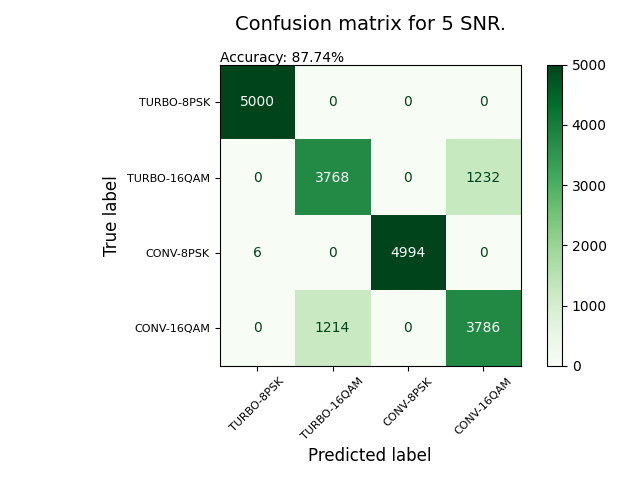 Confusion matrix for 5 SNR.
Accuracy: 87.74%
True label
TURBO-8PSK 5000 0 0 0
TURBO-16QAM 0 3768 0 1232
CONV-8PSK 6 0 4994 0
CONV-16QAM 0 1214 0 3786
TURBO-8PSK TURBO-16QAM CONV-8PSK CONV-16QAM
Predicted label
5000
4000
3000
2000
1000
0